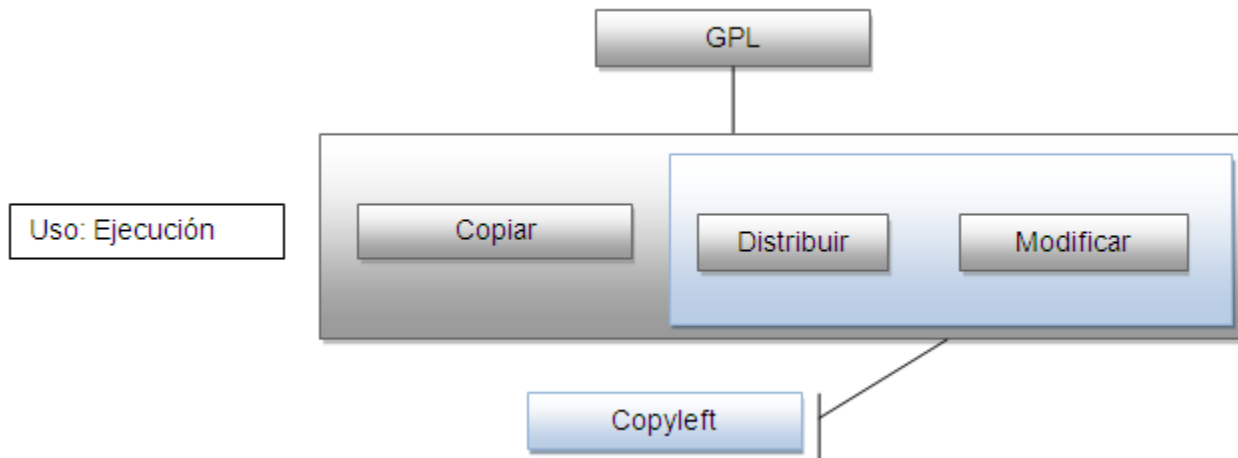 GPL
Uso: Ejecución
Copiar
Distribuir
Modificar
Copyleft